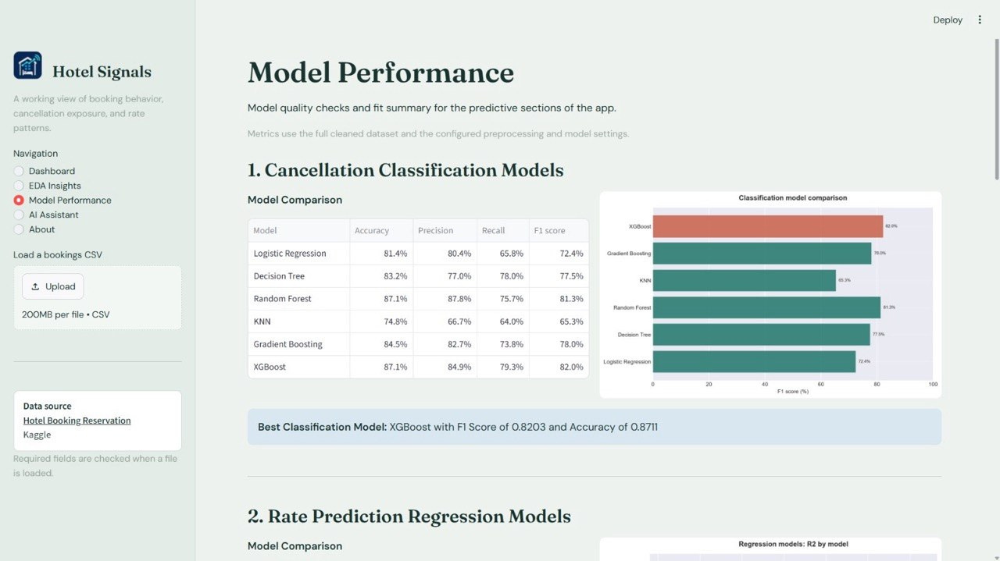 Deploy
Hotel Signals
A working view of booking behavior,
cancellation exposure, and rate
patterns.
Navigation
Dashboard
EDA Insights
Model Performance
AI Assistant
About
Load a bookings CSV
Upload
200MB per file • CSV
Data source
Hotel Booking Reservation
Kaggle
Required fields are checked when a file
is loaded.
Model Performance
Model quality checks and fit summary for the predictive sections of the app.
Metrics use the full cleaned dataset and the configured preprocessing and model settings.
1. Cancellation Classification Models
Model Comparison
Model Accuracy Precision Recall F1 score
Logistic Regression 81.4% 80.4% 65.8% 72.4%
Decision Tree 83.2% 77.0% 78.0% 77.5%
Random Forest 87.1% 87.8% 75.7% 81.3%
KNN 74.8% 66.7% 64.0% 65.3%
Gradient Boosting 84.5% 82.7% 73.8% 78.0%
XGBoost 87.1% 84.9% 79.3% 82.0%
Classification model comparison
XGBoost 82.0%
Gradient Boosting 78.0%
KNN 65.3%
Random Forest 81.3%
Decision Tree 77.5%
Logistic Regression 72.4%
0 20 40 60 80 100
F1 score (%)
Best Classification Model: XGBoost with F1 Score of 0.8203 and Accuracy of 0.8711
2. Rate Prediction Regression Models
Model Comparison
Regression models: R2 by model